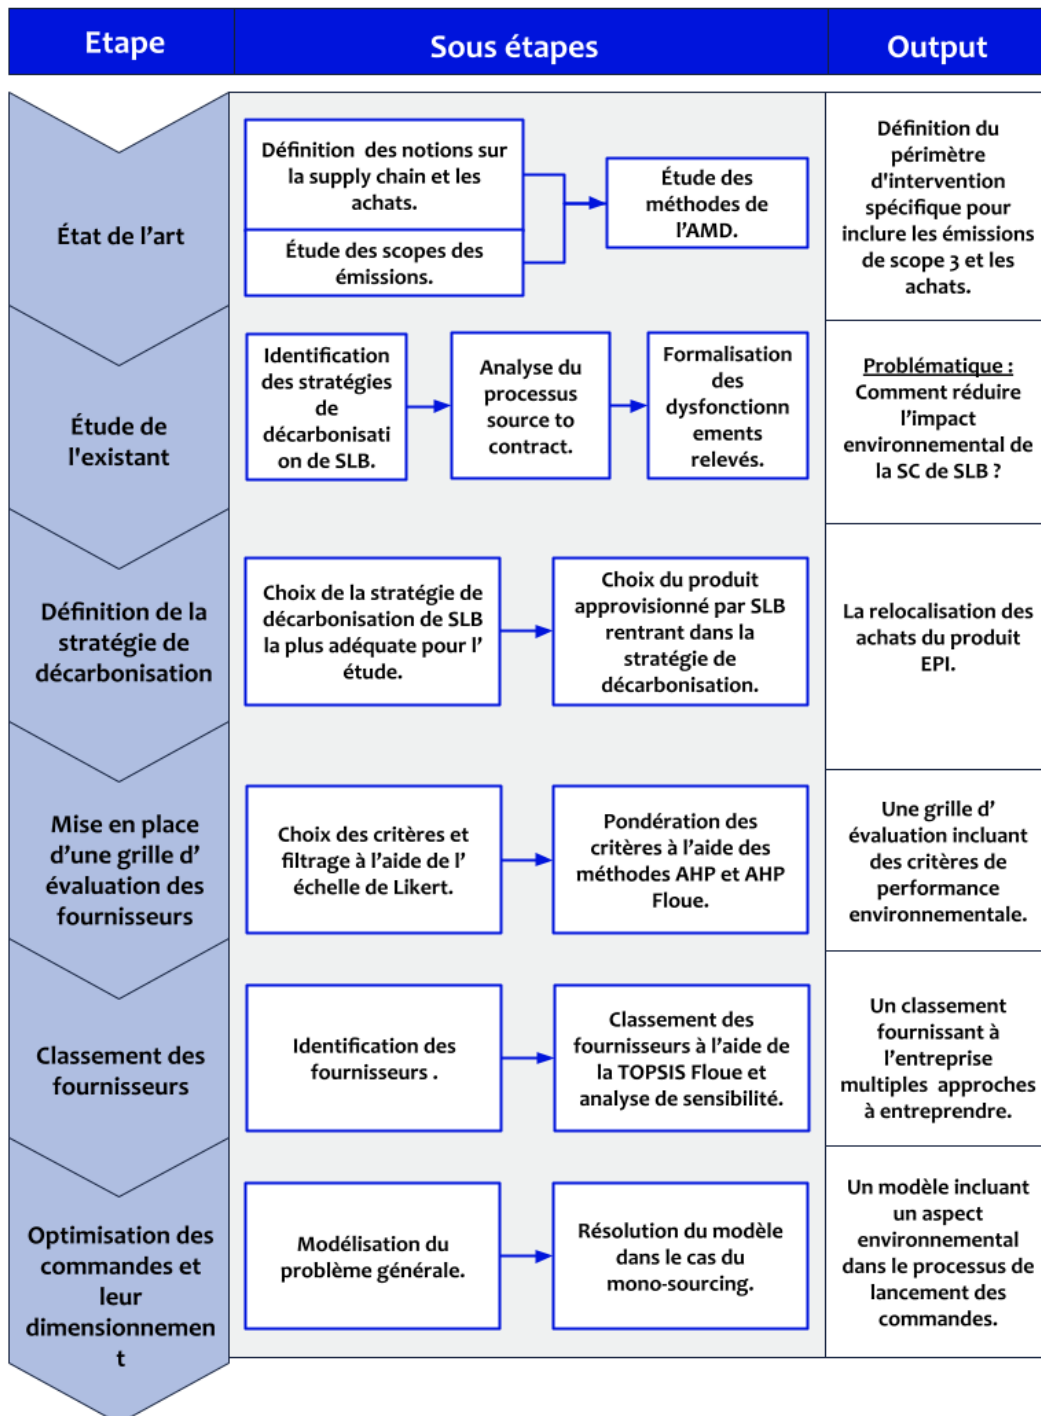 Etape
Sous étapes
Output
État de l’art
Définition des notions sur
la supply chain et les
achats.
Étude des scopes des
émissions.
Étude des
méthodes de
l’AMD.
Définition du
périmètre
d'intervention
spécifique pour
inclure les émissions
de scope 3 et les
achats.
Étude de
l'existant
Identification
des stratégies
de
décarbonisati
on de SLB.
Analyse du
processus
source to
contract.
Formalisation
des
dysfonctionn
ements
relevés.
Problématique :
Comment réduire
l’impact
environnemental de
la SC de SLB ?
Définition de la
stratégie de
décarbonisation
Choix de la stratégie de
décarbonisation de SLB
la plus adéquate pour l’
étude.
Choix du produit
approvisionné par SLB
rentrant dans la
stratégie de
décarbonisation.
La relocalisation des
achats du produit
EPI.
Mise en place
d’une grille d’
évaluation des
fournisseurs
Choix des critères et
filtrage à l’aide de l’
échelle de Likert.
Pondération des
critères à l’aide des
méthodes AHP et AHP
Floue.
Une grille d’
évaluation incluant
des critères de
performance
environnementale.
Classement des
fournisseurs
Identification des
fournisseurs .
Classement des
fournisseurs à l’aide de
la TOPSIS Floue et
analyse de sensibilité.
Un classement
fournissant à
l’entreprise
multiples approches
à entreprendre.
Optimisation des
commandes et
leur
dimensionnemen
t
Modélisation du
problème générale.
Résolution du modèle
dans le cas du
mono-sourcing.
Un modèle incluant
un aspect
environnemental
dans le processus de
lancement des
commandes.